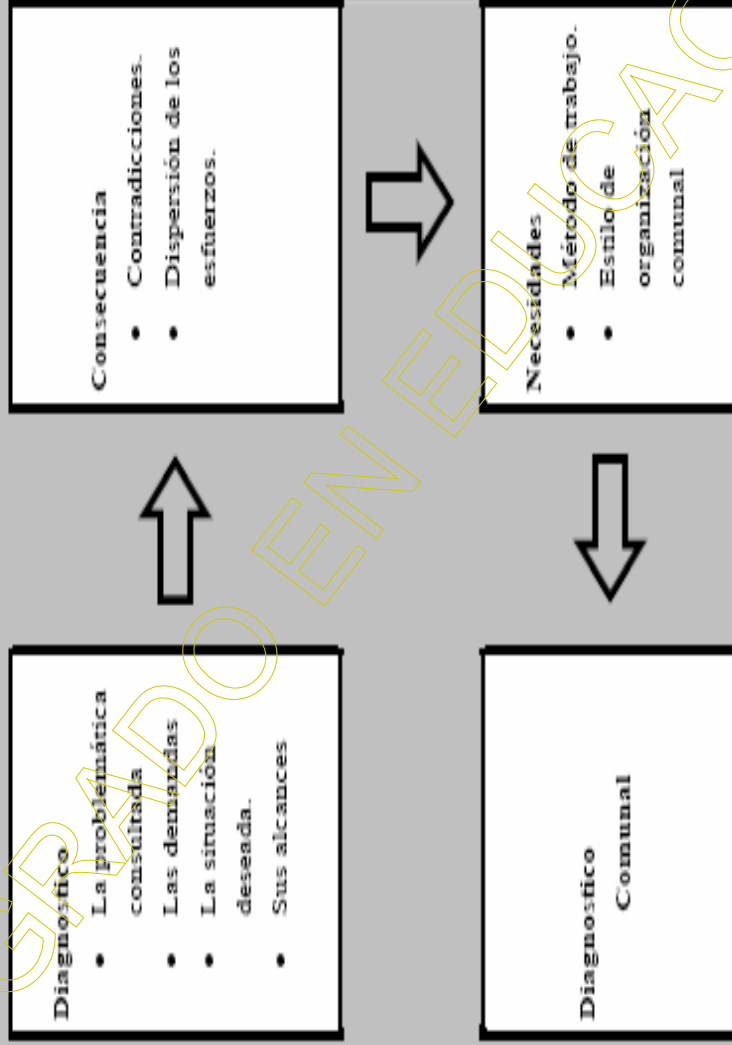 Diagnostico
• La problemática
consultada
• Las demandas
• La situación
deseada.
• Sus alcances
Consecuencia
• Contradicciones.
• Dispersión de los
esfuerzos.
Necesidades
• Método de trabajo.
• Estilo de
organización
comunal
Diagnostico
Comunal
GRADO EN EDUCAC